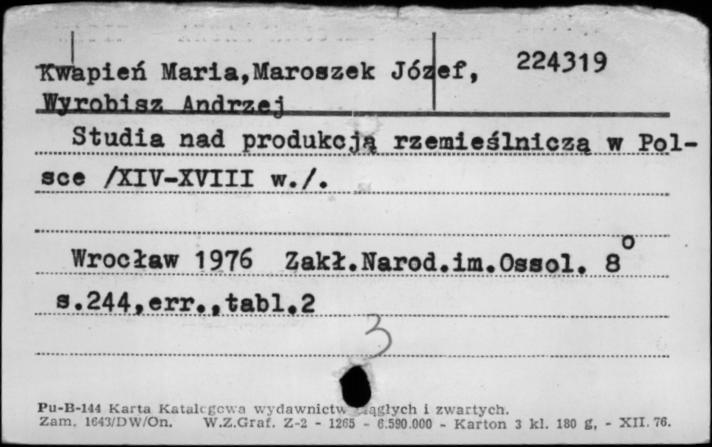 Kwapień Maria,Maroszek Józef, 224319
Wyrobisz Andrzej
Studia nad produkcją rzemieślniczą w Pol-
sce /XIV-XVIII w./.
Wrocław 1976 Zakł.Narod.im.Ossol. 8o
s.244,err.,tabl.2
3
Pu-B-144 Karta Katalogowa wydawnictw ciągłych i zwartych.
Zam. 1643/DW/On. W.Z.Graf. Z-2 - 1265 - 6.590.000 - Karton 3 kl. 180 g. - XII. 76.